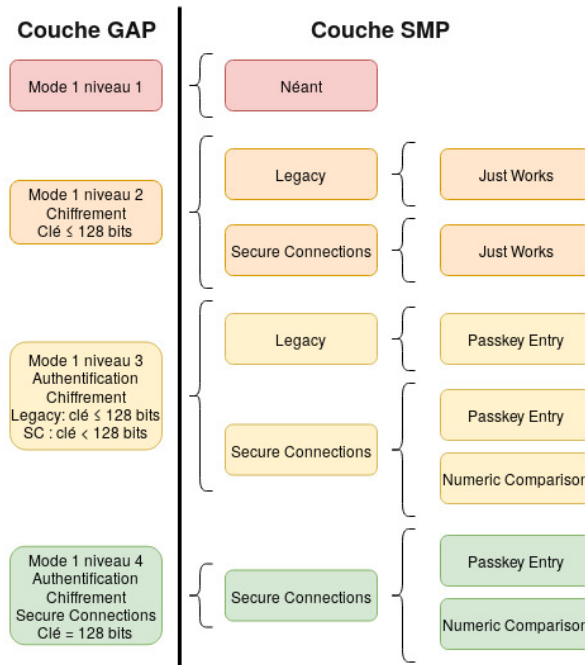 Couche GAP
Couche SMP
Mode 1 niveau 1
Néant
Mode 1 niveau 2
Chiffrement
Clé ≤ 128 bits
Legacy
Just Works
Secure Connections
Just Works
Mode 1 niveau 3
Authentification
Chiffrement
Legacy: clé ≤ 128 bits
SC : clé < 128 bits
Legacy
Passkey Entry
Secure Connections
Passkey Entry
Numeric Comparison
Mode 1 niveau 4
Authentification
Chiffrement
Secure Connections
Clé = 128 bits
Secure Connections
Passkey Entry
Numeric Comparison